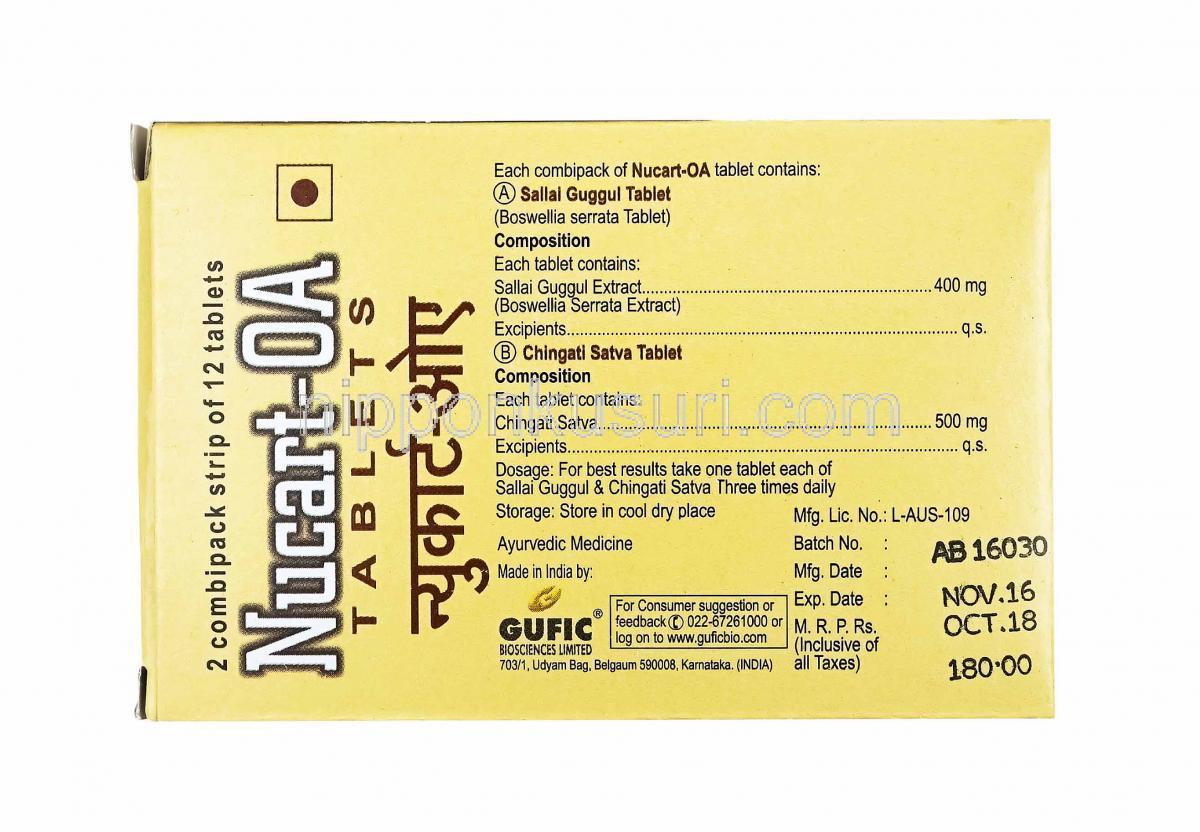 2 combipack strip of 12 tablets
Nucart-OA
TABLETS
न्युकार्ट-ओए
Each combipack of Nucart-OA tablet contains:
A Sallai Guggul Tablet
(Boswellia serrata Tablet)
Composition
Each tablet contains:
Sallai Guggul Extract..........400 mg
(Boswellia Serrata Extract)
Excipients..........q.s.
B Chingati Satva Tablet
Composition
Each tablet contains:
Chingati Satva..........500 mg
Excipients..........q.s.
Dosage: For best results take one tablet each of
Sallai Guggul & Chingati Satva Three times daily
Storage: Store in cool dry place
Ayurvedic Medicine
Made in India by:
GUFIC®
BIOSCIENCES LIMITED
703/1, Udyam Bag, Belgaum 590008, Karnataka. (INDIA)
For Consumer suggestion or
feedback 022-67261000 or
log on to www.guficbio.com
Mfg. Lic. No.: L-AUS-109
Batch No. : AB 16030
Mfg. Date : NOV.16
Exp. Date : OCT.18
M. R. P. Rs. 180.00
(Inclusive of
all Taxes)
nipponkusuri.com